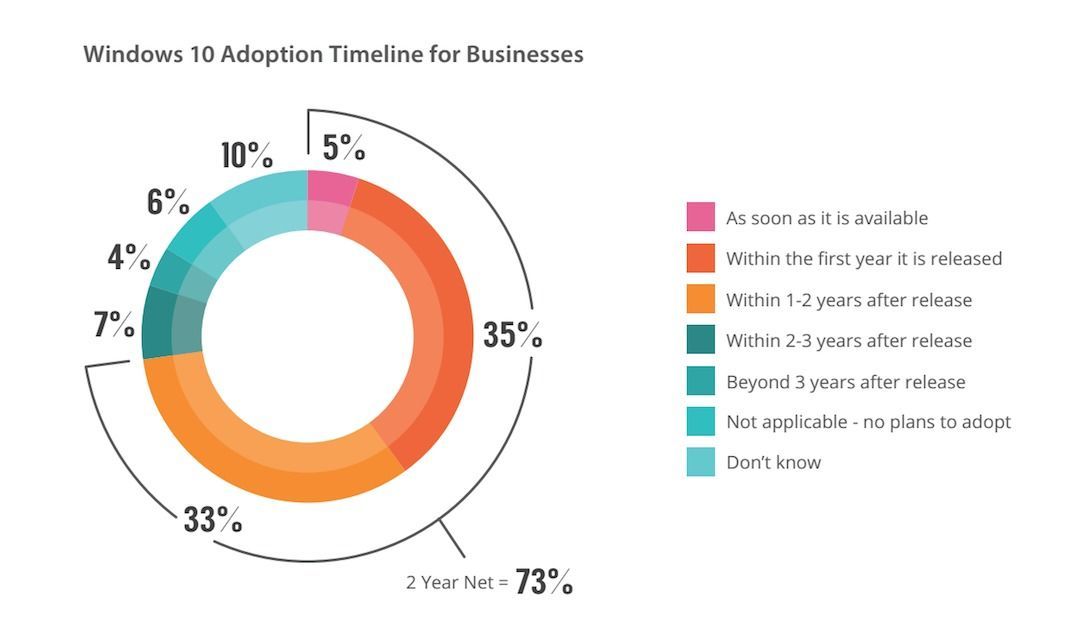 Windows 10 Adoption Timeline for Businesses
5%
10%
6%
4%
7%
35%
33%
2 Year Net = 73%
As soon as it is available
Within the first year it is released
Within 1-2 years after release
Within 2-3 years after release
Beyond 3 years after release
Not applicable - no plans to adopt
Don’t know